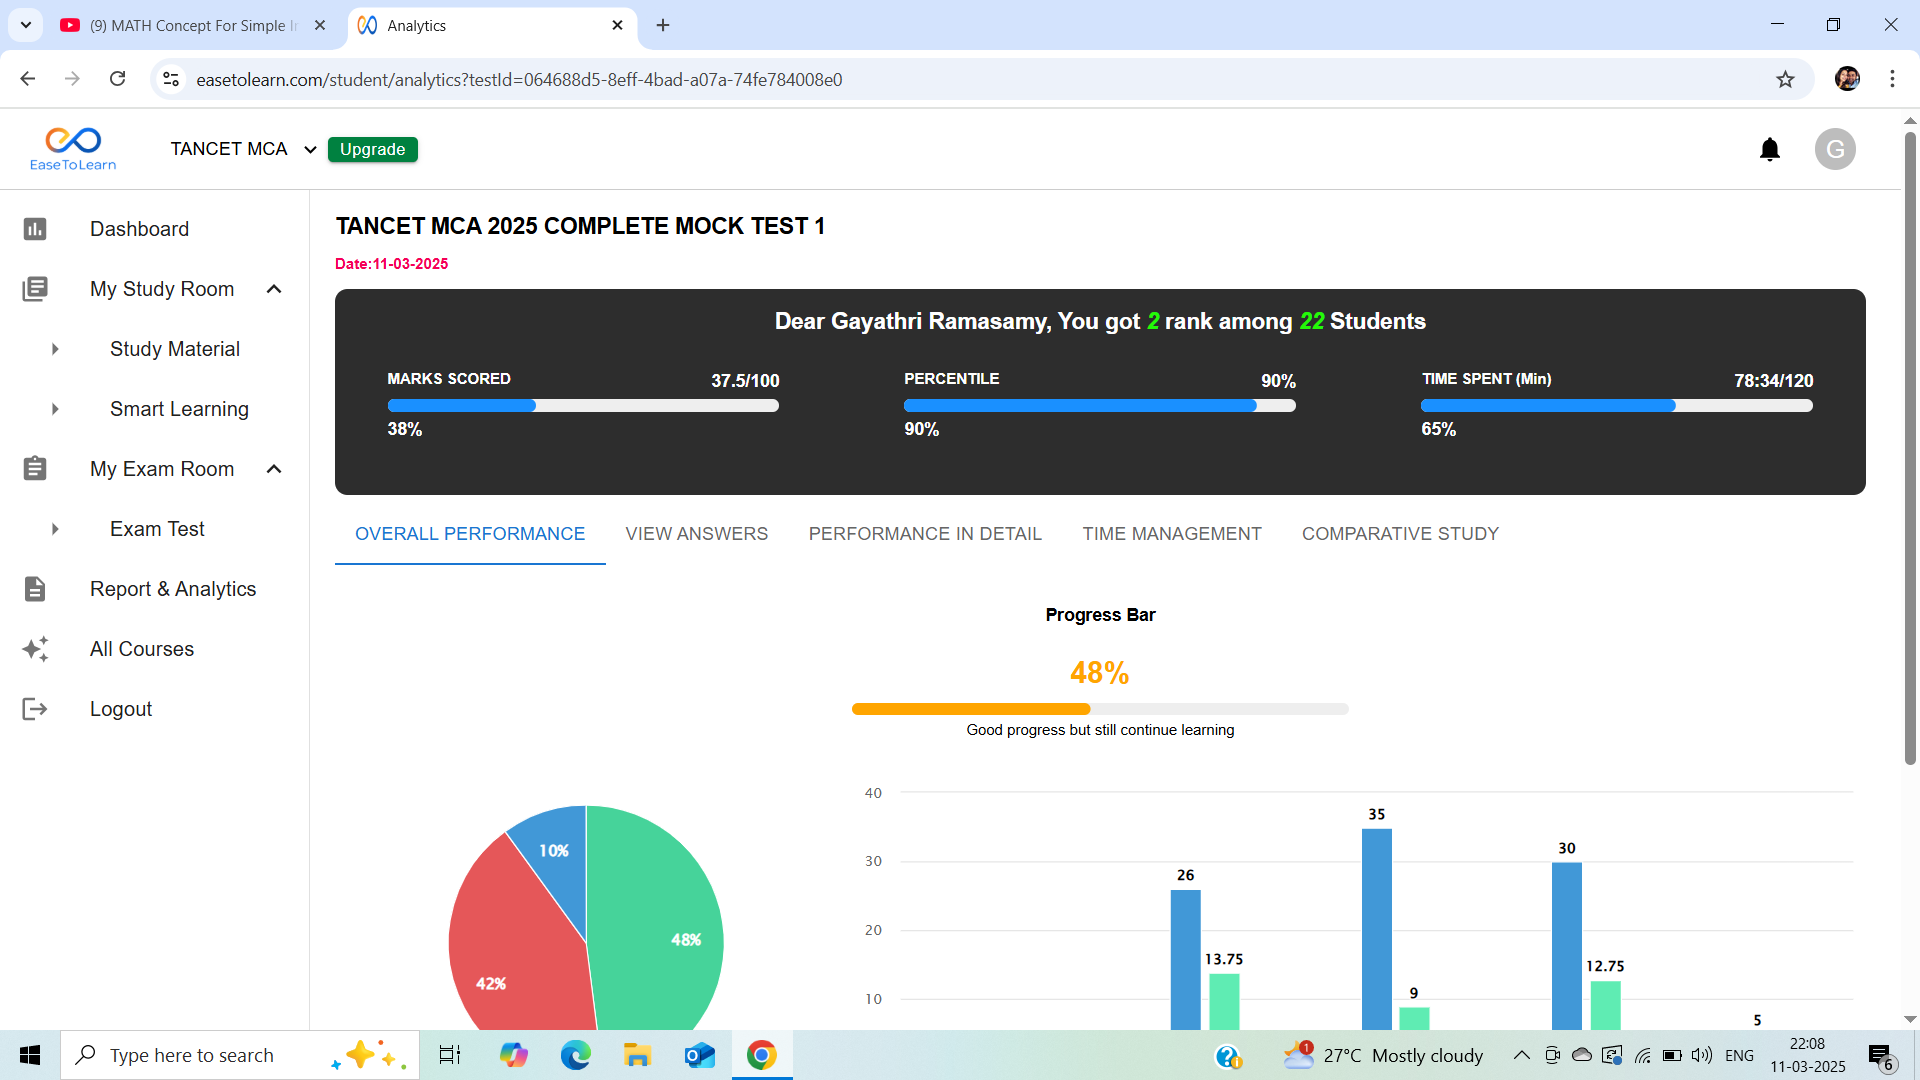 (9) MATH Concept For Simple In
Analytics
easetolearn.com/student/analytics?testId=064688d5-8eff-4bad-a07a-74fe784008e0
EaseToLearn
TANCET MCA
Upgrade
G
Dashboard
My Study Room
Study Material
Smart Learning
My Exam Room
Exam Test
Report & Analytics
All Courses
Logout
TANCET MCA 2025 COMPLETE MOCK TEST 1
Date:11-03-2025
Dear Gayathri Ramasamy, You got 2 rank among 22 Students
MARKS SCORED 37.5/100
38%
PERCENTILE 90%
90%
TIME SPENT (Min) 78:34/120
65%
OVERALL PERFORMANCE VIEW ANSWERS PERFORMANCE IN DETAIL TIME MANAGEMENT COMPARATIVE STUDY
Progress Bar
48%
Good progress but still continue learning
10%
48%
42%
40
30
20
10
26
13.75
35
9
30
12.75
5
Type here to search
1
27°C Mostly cloudy
ENG
22:08
11-03-2025
6